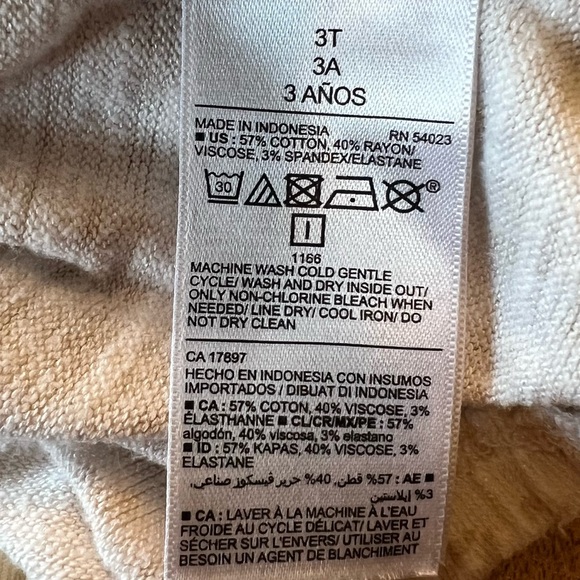 3T
3A
3 AÑOS
MADE IN INDONESIA RN 54023
■ US : 57% COTTON, 40% RAYON/
VISCOSE, 3% SPANDEX/ELASTANE
30
®
1166
MACHINE WASH COLD GENTLE
CYCLE/ WASH AND DRY INSIDE OUT/
ONLY NON-CHLORINE BLEACH WHEN
NEEDED/ LINE DRY/ COOL IRON/ DO
NOT DRY CLEAN
CA 17897
HECHO EN INDONESIA CON INSUMOS
IMPORTADOS / DIBUAT DI INDONESIA
■ CA : 57% COTON, 40% VISCOSE, 3%
ÉLASTHANNE ■ CL/CR/MX/PE : 57%
algodón, 40% viscosa, 3% elastano
■ ID : 57% KAPAS, 40% VISCOSE, 3%
ELASTANE
■ AE : 57% قطن, 40% حرير فيسكوز صناعي,
3% إيلاستين
■ CA : LAVER À LA MACHINE À L'EAU
FROIDE AU CYCLE DÉLICAT/ LAVER ET
SÉCHER SUR L'ENVERS/ UTILISER AU
BESOIN UN AGENT DE BLANCHIMENT